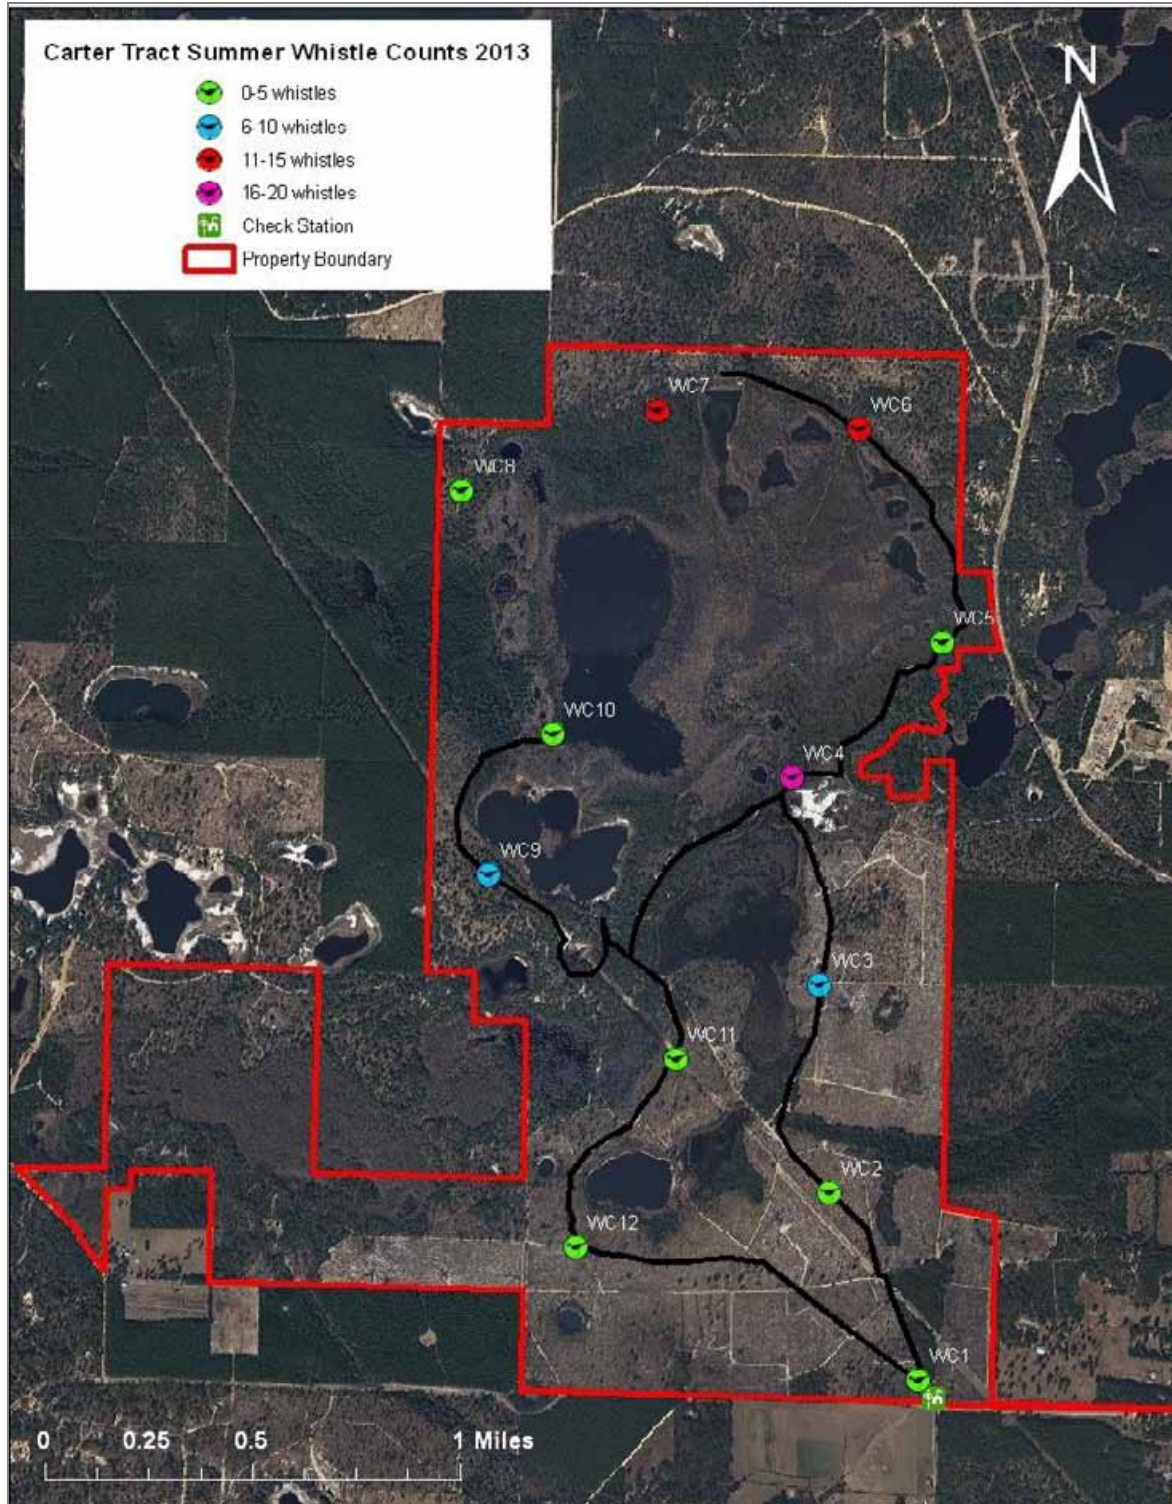 Carter Tract Summer Whistle Counts 2013
0-5 whistles
6-10 whistles
11-15 whistles
16-20 whistles
Check Station
Property Boundary
N
WC7
WC6
WC8
WC5
WC10
WC4
WC9
WC3
WC11
WC2
WC12
WC1
0 0.25 0.5 1 Miles